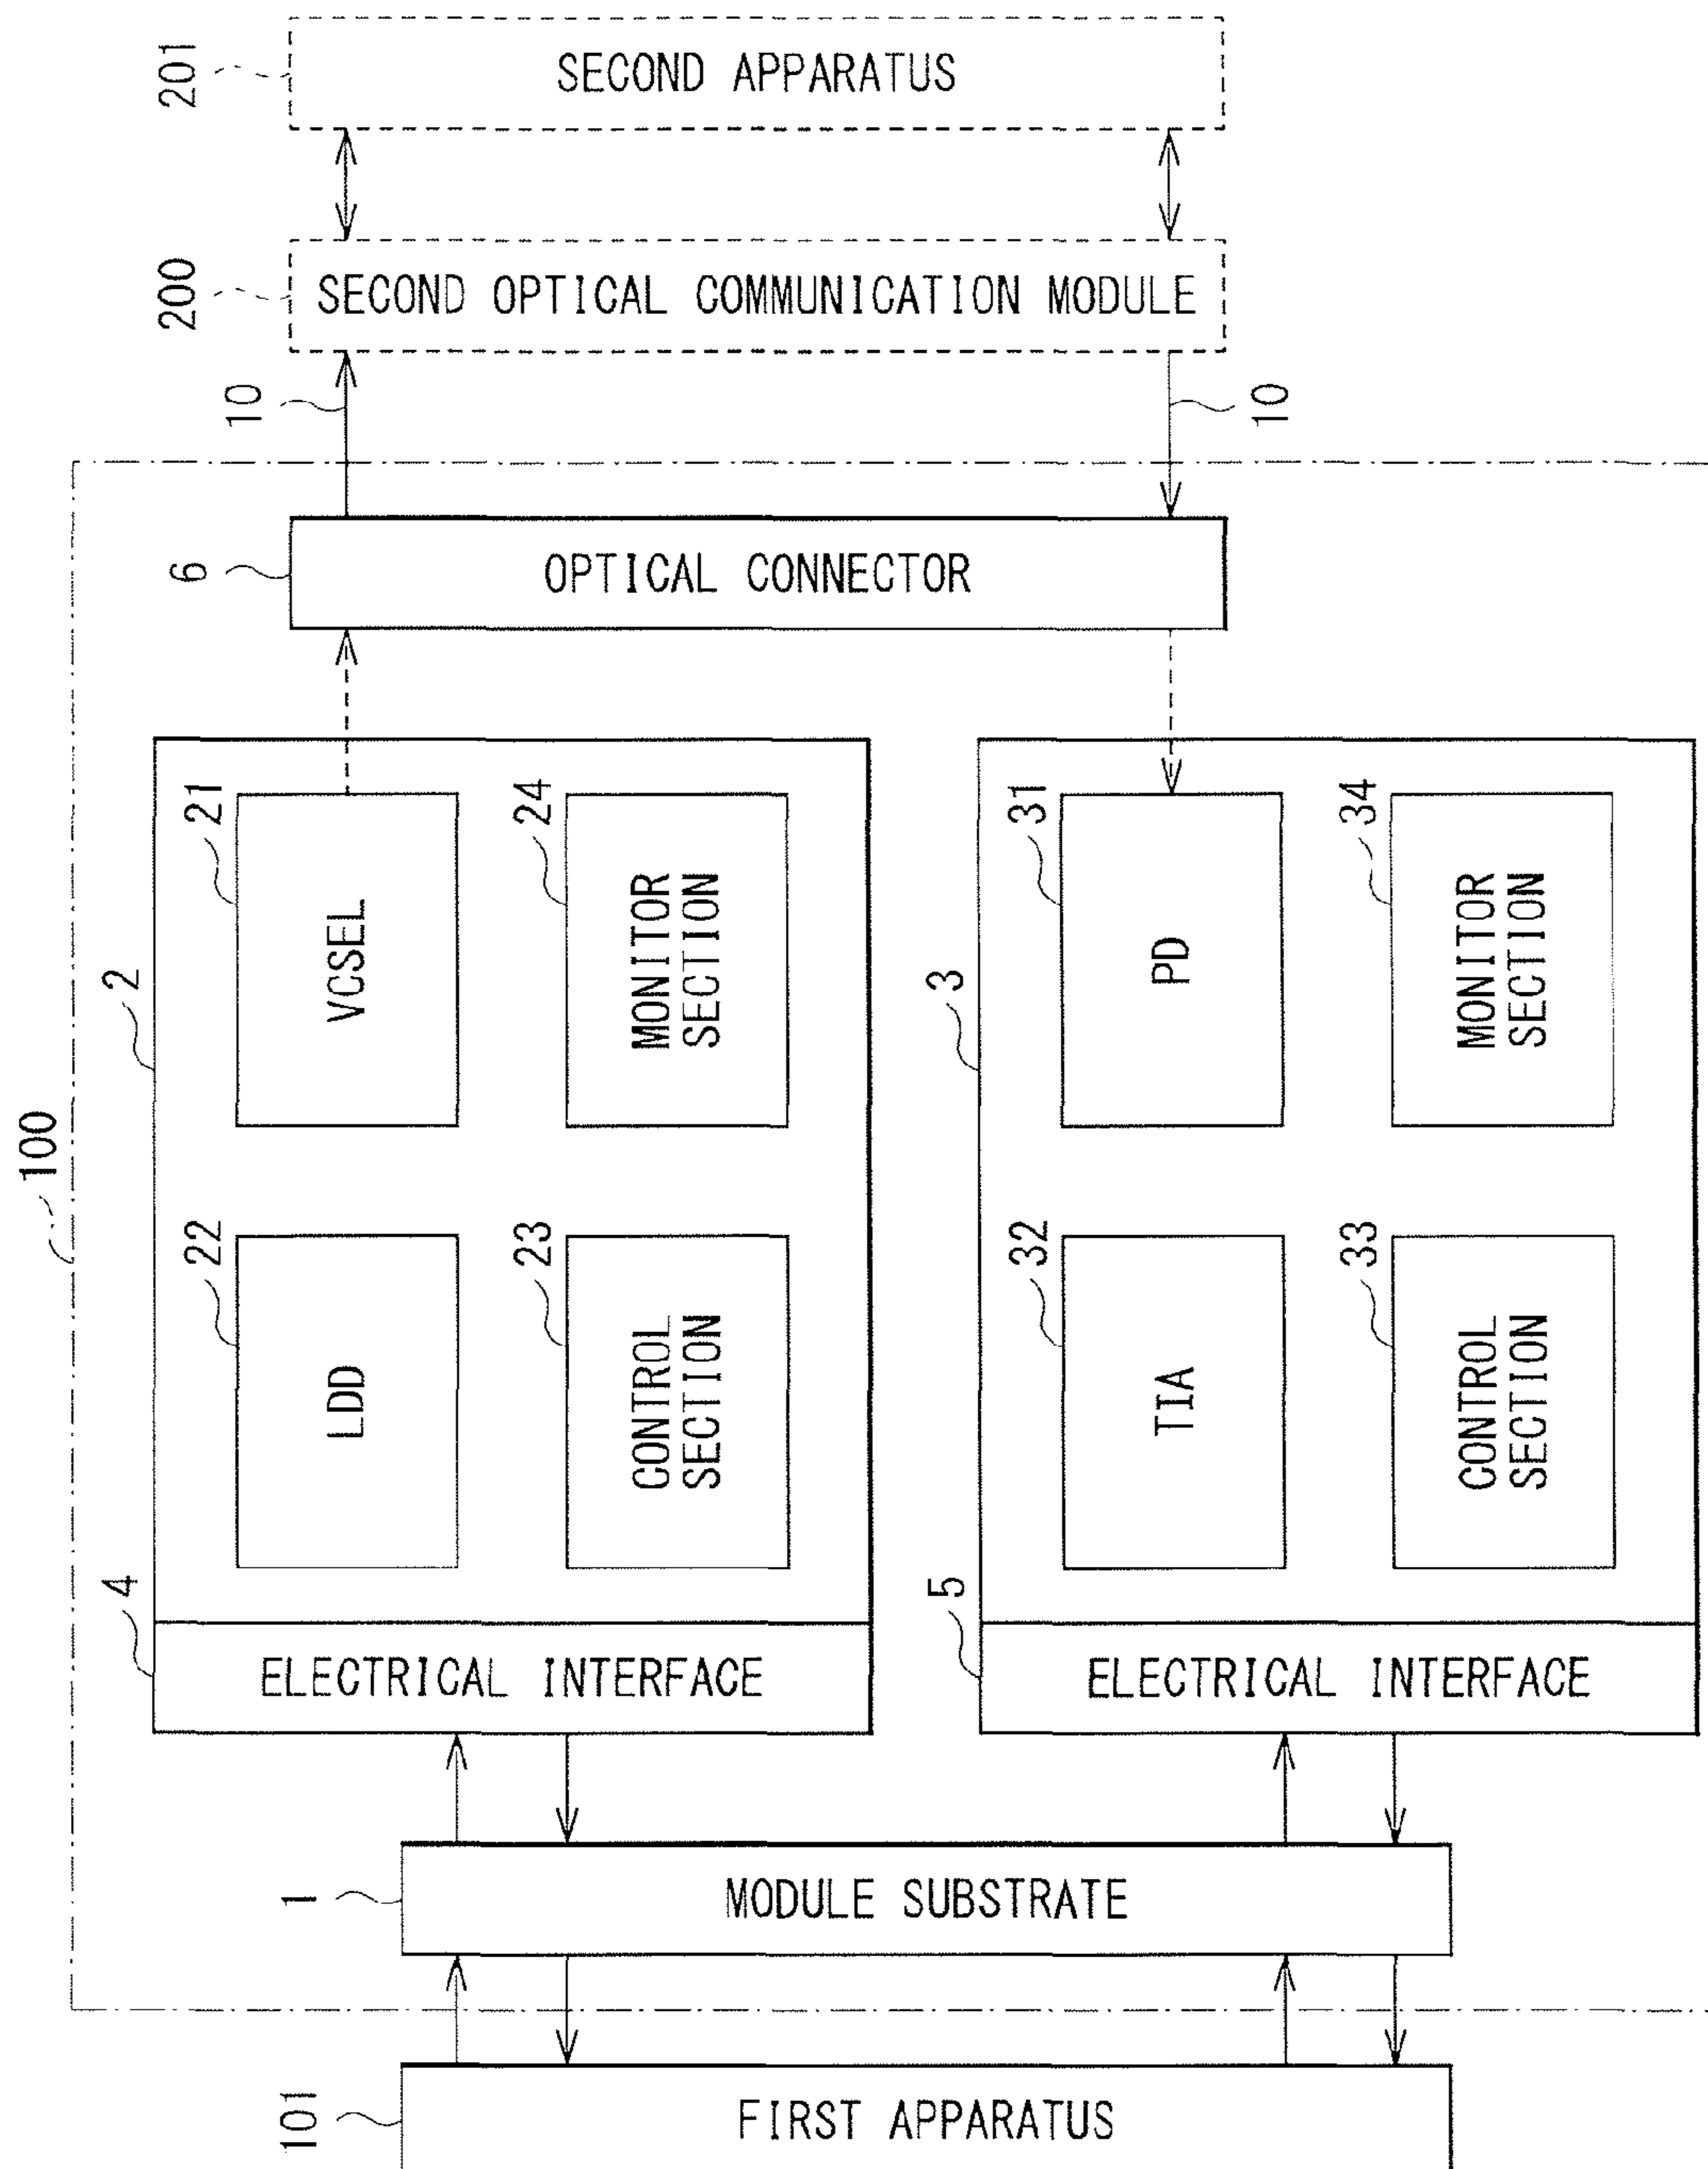 201
SECOND APPARATUS
200
SECOND OPTICAL COMMUNICATION MODULE
10
10
6
OPTICAL CONNECTOR
100
2
21
VCSEL
24
MONITOR
SECTION
22
LDD
23
CONTROL
SECTION
4
ELECTRICAL INTERFACE
3
31
PD
34
MONITOR
SECTION
32
TIA
33
CONTROL
SECTION
5
ELECTRICAL INTERFACE
1
MODULE SUBSTRATE
101
FIRST APPARATUS